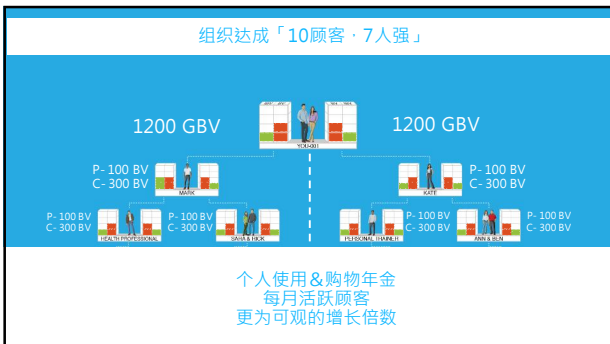 组织达成「10顾客·7人强」
1200 GBV
1200 GBV
YOU-001
P- 100 BV
C- 300 BV
MARK
P- 100 BV
C- 300 BV
KATE
P- 100 BV
C- 300 BV
HEALTH PROFESSIONAL
P- 100 BV
C- 300 BV
SARA & RICK
P- 100 BV
C- 300 BV
PERSONAL TRAINER
P- 100 BV
C- 300 BV
ANN & BEN
个人使用&购物年金
每月活跃顾客
更为可观的增长倍数